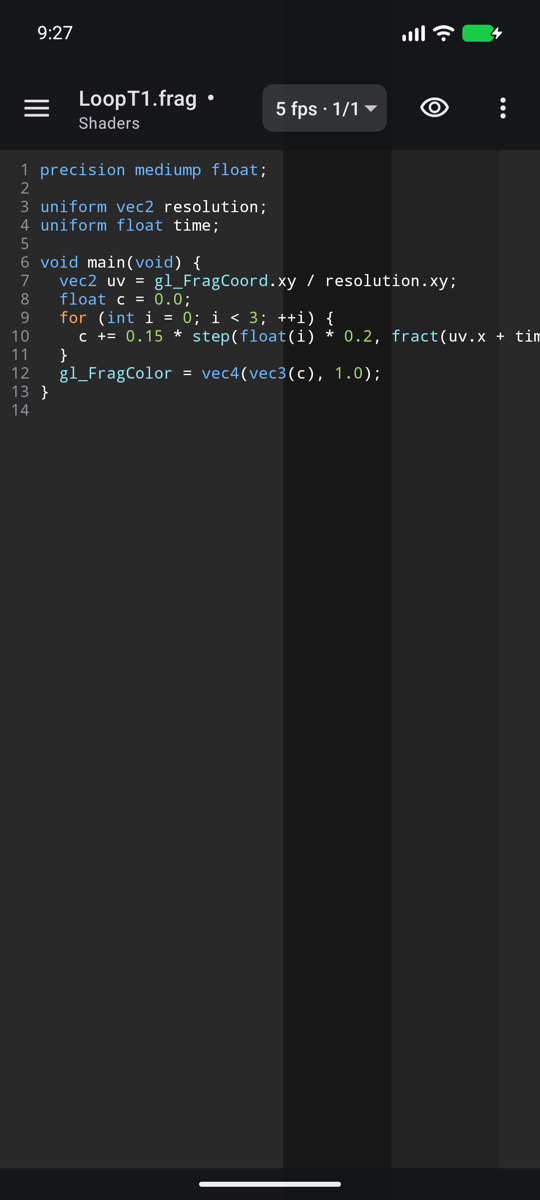 9:27
LoopT1.frag •
Shaders
5 fps · 1/1
1 precision mediump float;
2
3 uniform vec2 resolution;
4 uniform float time;
5
6 void main(void) {
7   vec2 uv = gl_FragCoord.xy / resolution.xy;
8   float c = 0.0;
9   for (int i = 0; i < 3; ++i) {
10     c += 0.15 * step(float(i) * 0.2, fract(uv.x + tim
11   }
12   gl_FragColor = vec4(vec3(c), 1.0);
13 }
14